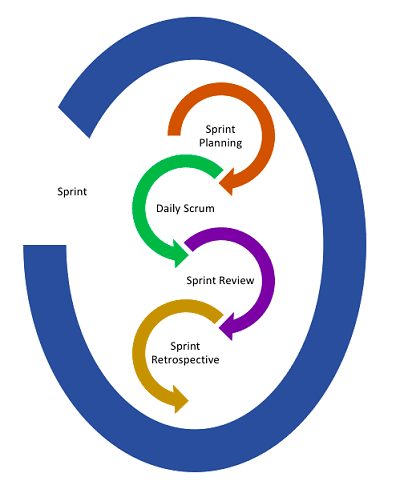 Sprint
Planning
Sprint
Daily Scrum
Sprint Review
Sprint
Retrospective